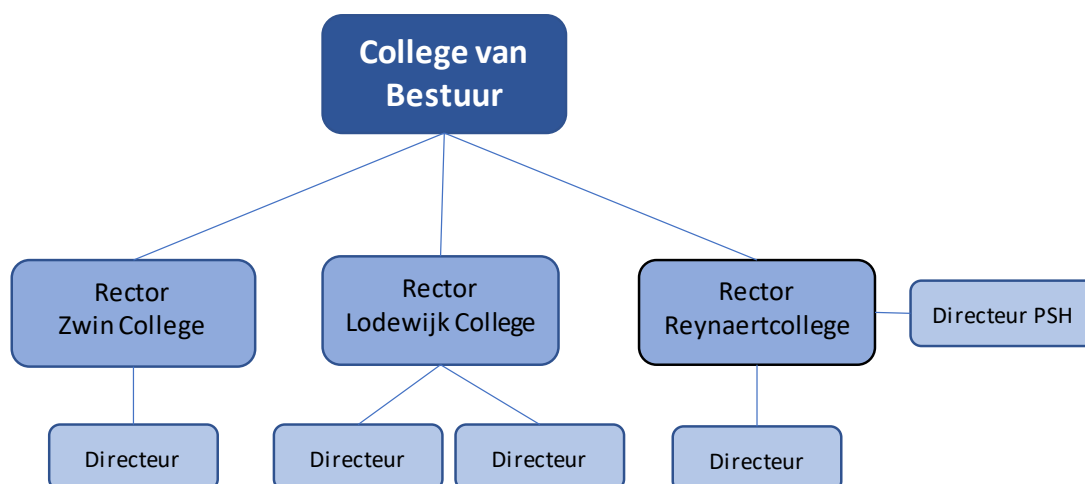 College van
Bestuur
Rector
Zwin College
Rector
Lodewijk College
Rector
Reynaertcollege
Directeur PSH
Directeur
Directeur
Directeur
Directeur